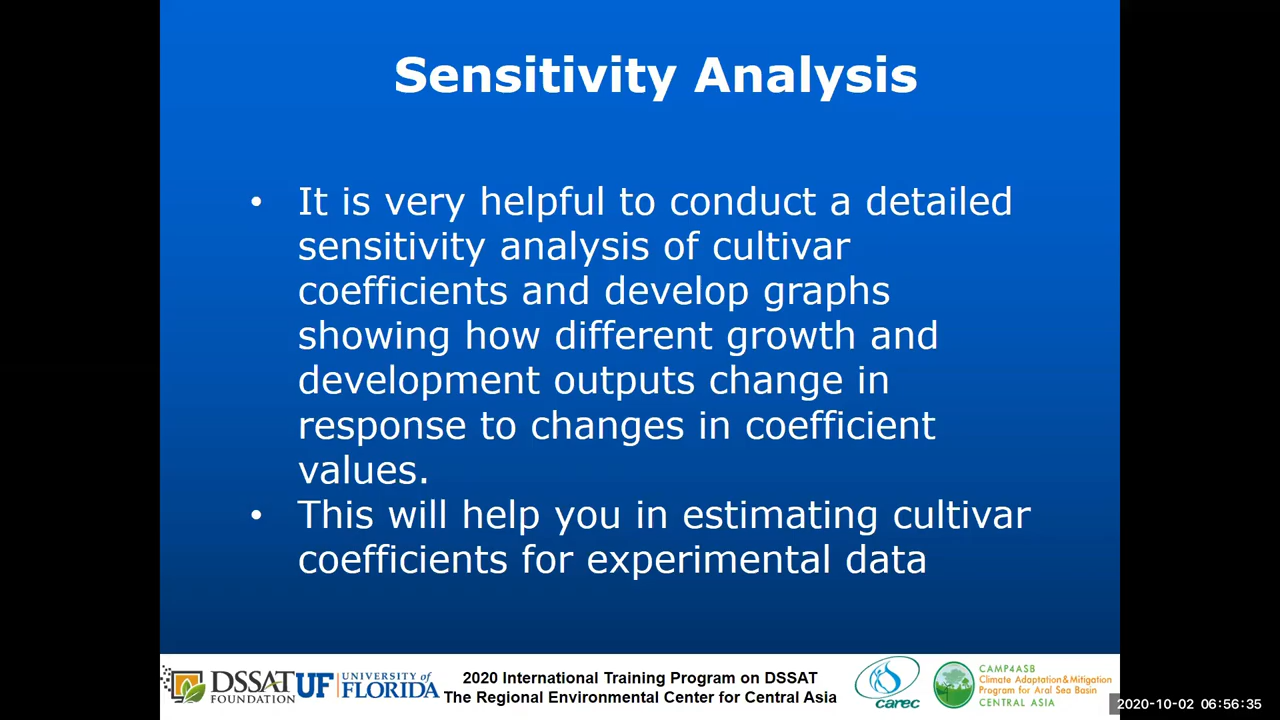 Sensitivity Analysis
• It is very helpful to conduct a detailed
sensitivity analysis of cultivar
coefficients and develop graphs
showing how different growth and
development outputs change in
response to changes in coefficient
values.
• This will help you in estimating cultivar
coefficients for experimental data
DSSAT
FOUNDATION
UF
UNIVERSITY of
FLORIDA
2020 International Training Program on DSSAT
The Regional Environmental Center for Central Asia
carec
CAMP4ASB
Climate Adaptation & Mitigation
Program for Aral Sea Basin
CENTRAL ASIA
2020-10-02 06:56:35